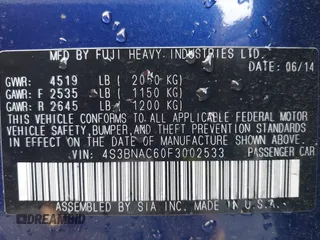 MFD BY FUJI HEAVY INDUSTRIES LTD.
DATE: 06/14
GVWR: 4519 LB ( 2050 KG)
GAWR: F 2535 LB ( 1150 KG)
GAWR: R 2645 LB ( 1200 KG)
THIS VEHICLE CONFORMS TO ALL APPLICABLE FEDERAL MOTOR
VEHICLE SAFETY, BUMPER, AND THEFT PREVENTION STANDARDS
IN EFFECT ON THE DATE OF MANUFACTURE SHOWN ABOVE.
VIN: 4S3BNAC60F3002533 PASSENGER CAR
ASSEMBLED BY SIA INC. MADE IN U.S.A.
DREAMBID